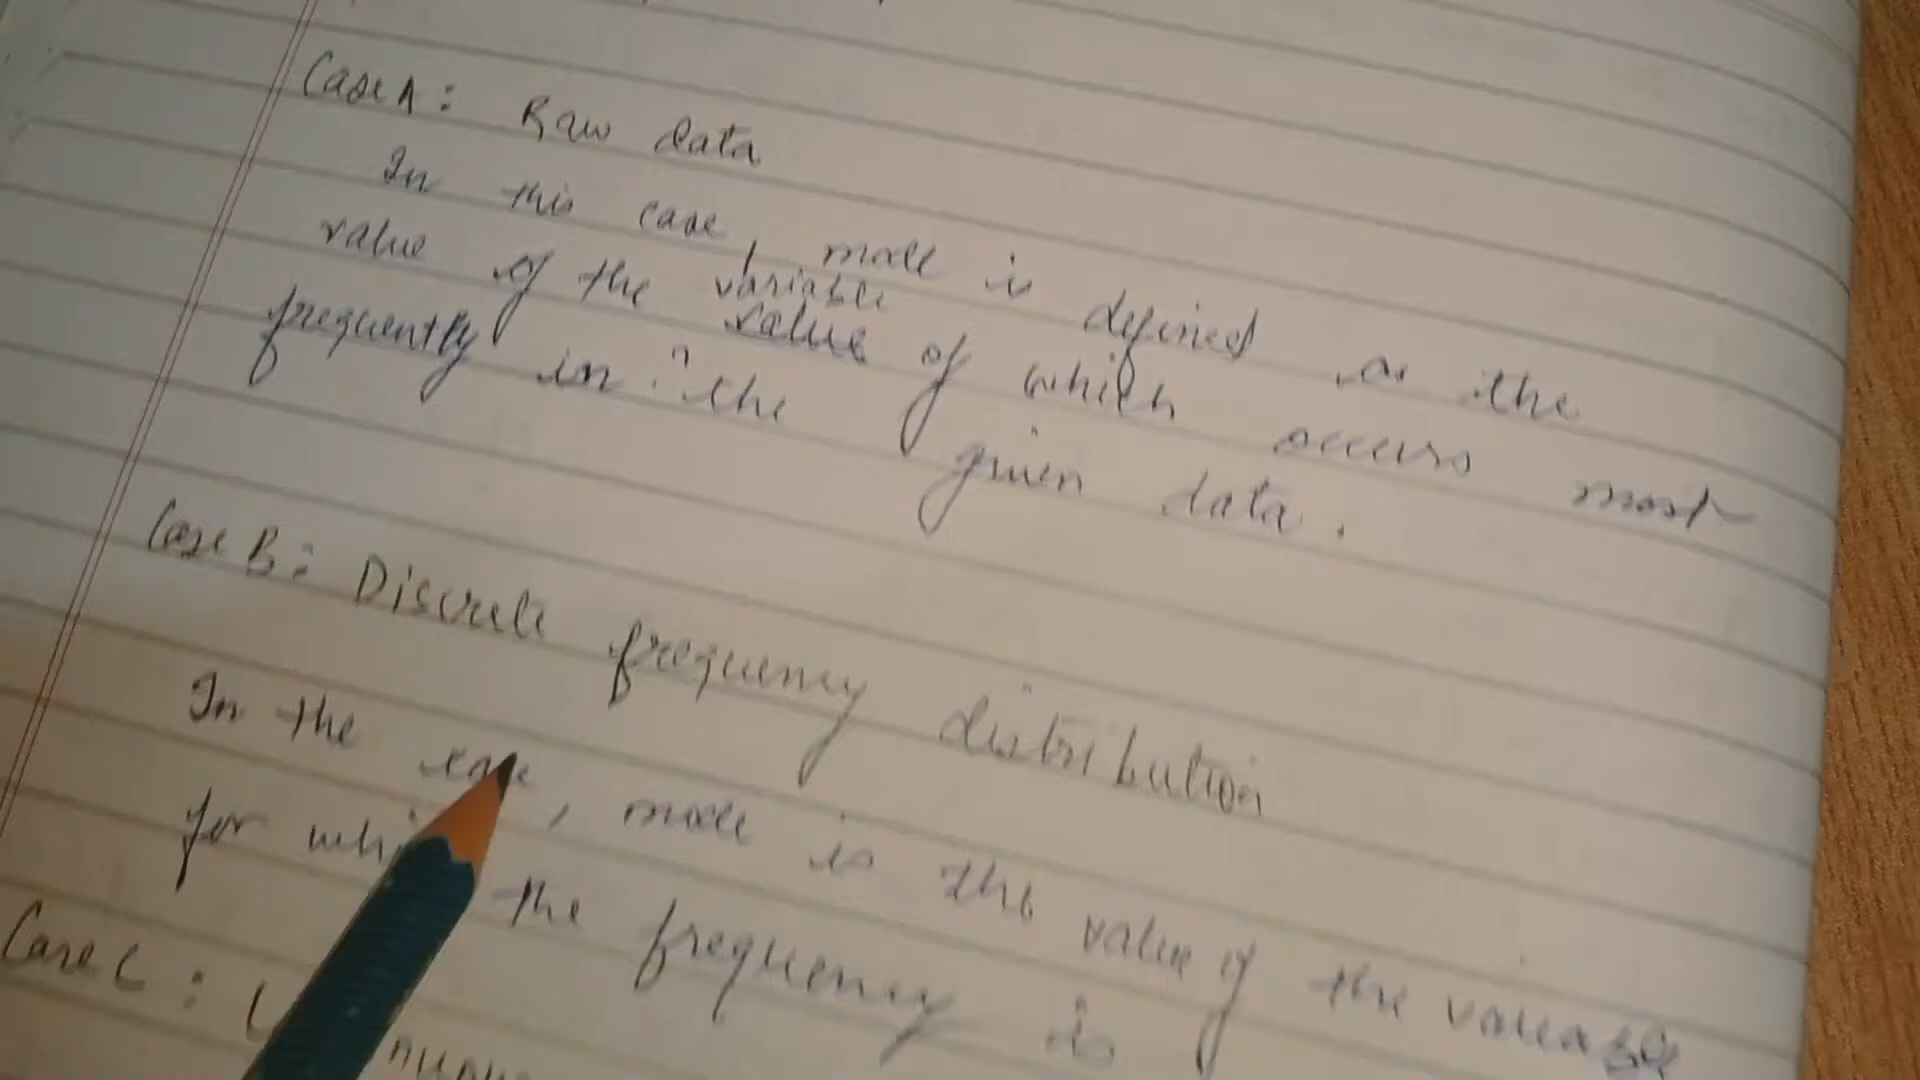 Case A: Raw data
In this case, mode is defined as the
value of the variable value of which occurs most
frequently in the given data.
Case B: Discrete frequency distribution
In the case, mode is the value of the variable
for the frequency is
Case C: